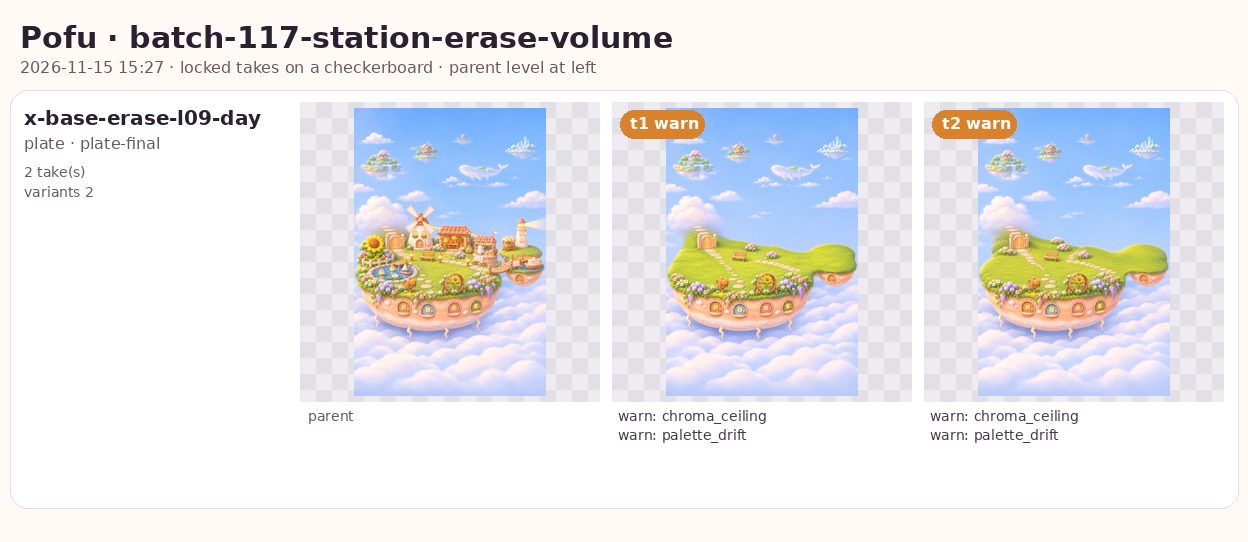 Pofu · batch-117-station-erase-volume
2026-11-15 15:27 · locked takes on a checkerboard · parent level at left
x-base-erase-l09-day
plate · plate-final
2 take(s)
variants 2
parent
t1 warn
warn: chroma_ceiling
warn: palette_drift
t2 warn
warn: chroma_ceiling
warn: palette_drift